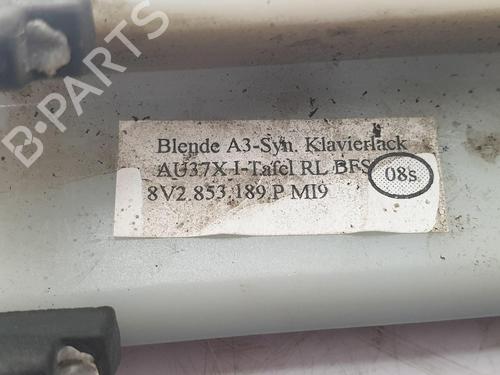 B-PARTS
Blende A3-Syn. Klavierlack
AU37X I-Tafel RL BFS
08s
8V2.853.189.P MI9